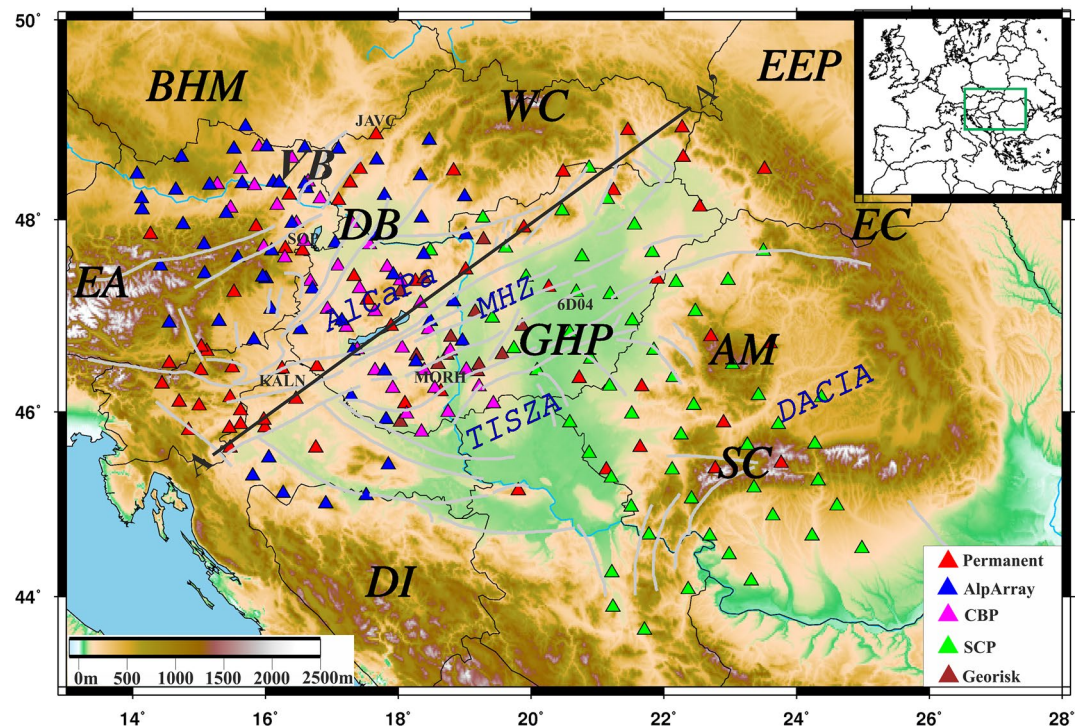 50°
48°
46°
44°
BHM
EEP
WC
JAVC
A'
VB
DB
SOP
EC
EA
AlCaPa
MHZ
6D04
GHP
AM
KALN
MORH
DACIA
TISZA
A
SC
DI
Permanent
AlpArray
CBP
SCP
Georisk
0m 500 1000 1500 2000 2500m
14° 16° 18° 20° 22° 24° 26° 28°